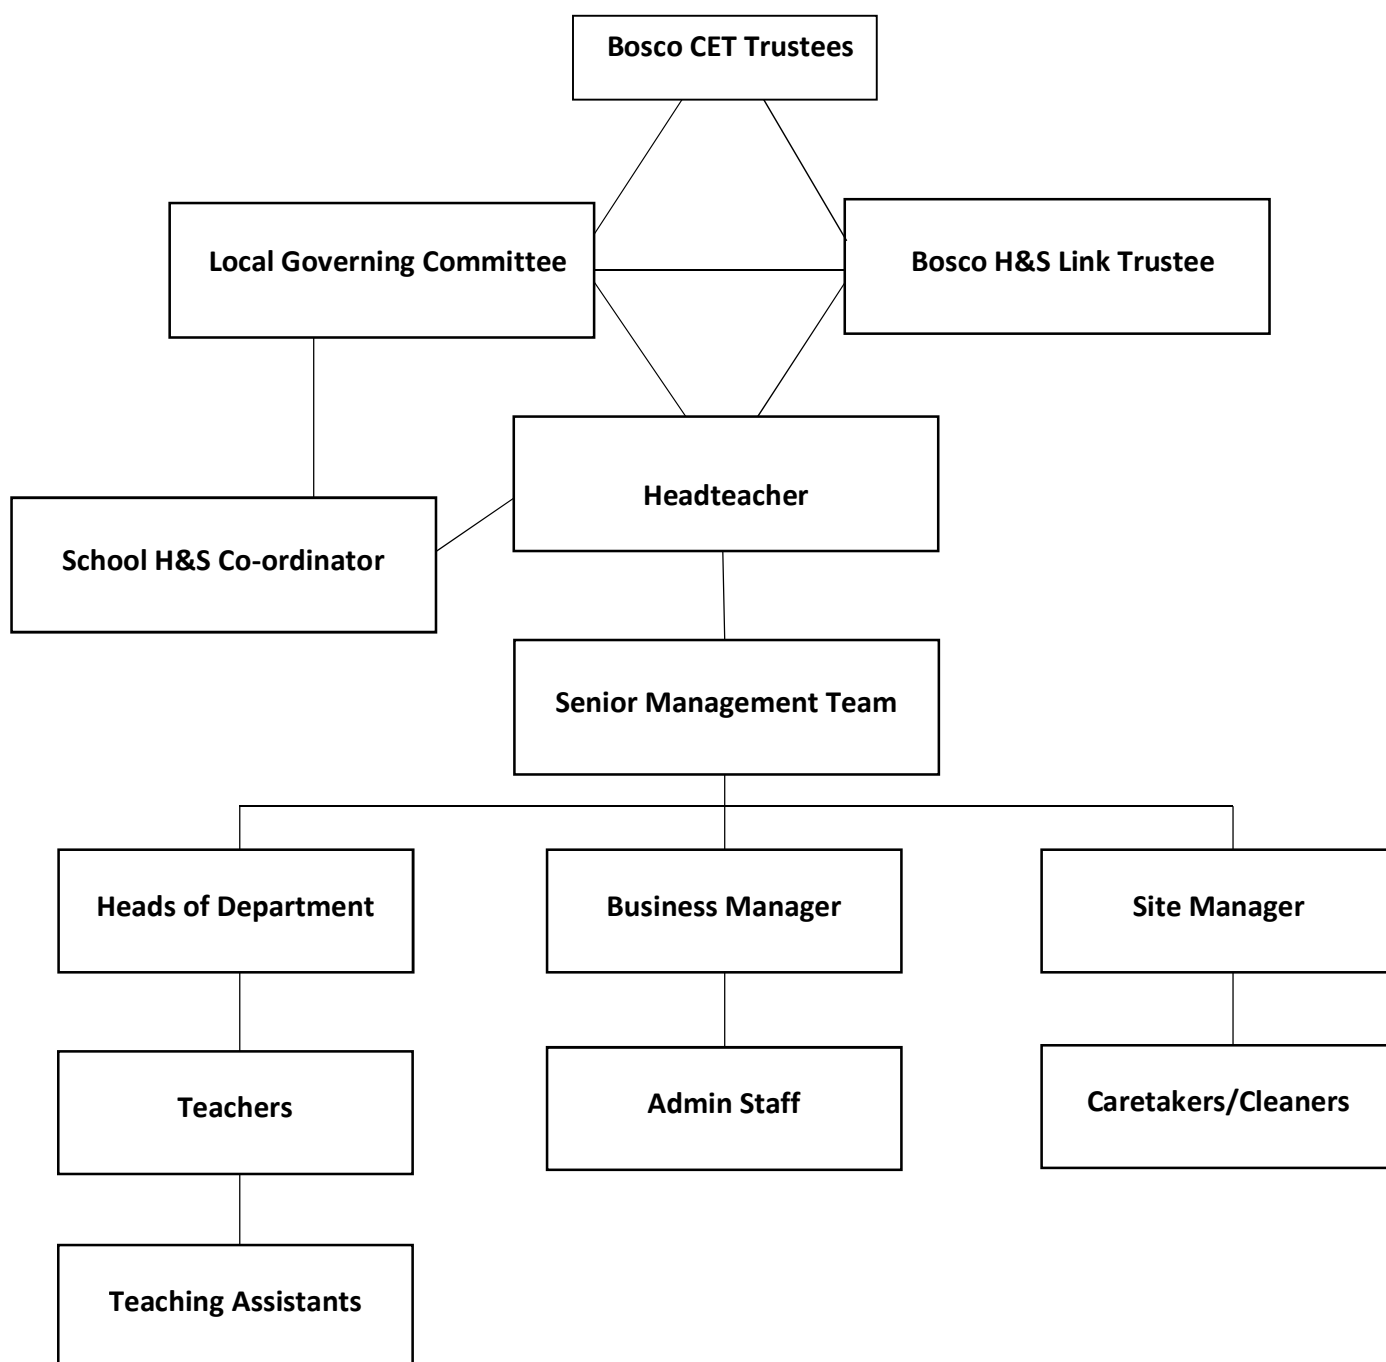 Bosco CET Trustees
Local Governing Committee
Bosco H&S Link Trustee
Headteacher
School H&S Co-ordinator
Senior Management Team
Heads of Department
Business Manager
Site Manager
Teachers
Admin Staff
Caretakers/Cleaners
Teaching Assistants